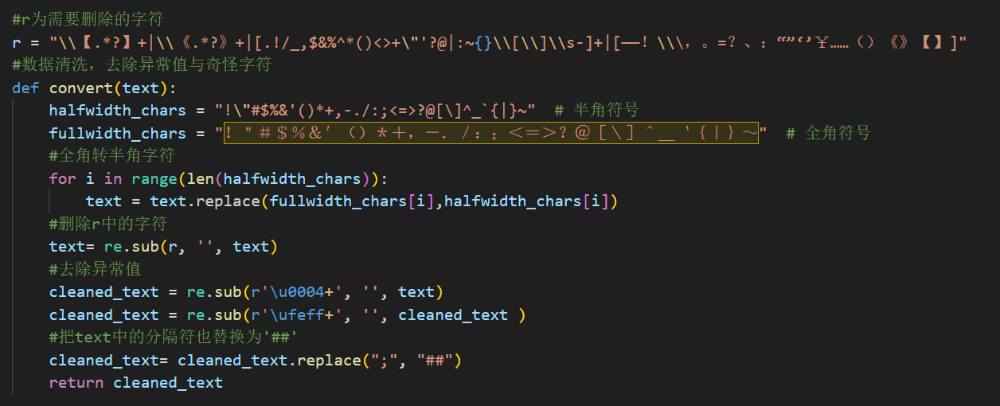 #r为需要删除的字符
r = "\\【.*?】+|\\《.*?》+|[.!/_,$&%^*()<>+\"'?@|:~{}\\[\\]\\s-]+|[——！\\\，。=？、：“”‘’￥……（）《》【】]"
#数据清洗，去除异常值与奇怪字符
def convert(text):
halfwidth_chars = "!\"#$%&'()*+,-./:;<=>?@[\]^_`{|}~"  # 半角符号
fullwidth_chars = "！＂＃＄％＆＇（）＊＋，－．／：；＜＝＞？＠［＼］＾＿｀｛｜｝～"  # 全角符号
#全角转半角字符
for i in range(len(halfwidth_chars)):
text = text.replace(fullwidth_chars[i],halfwidth_chars[i])
#删除r中的字符
text= re.sub(r, '', text)
#去除异常值
cleaned_text = re.sub(r'\u0004+', '', text)
cleaned_text = re.sub(r'\ufeff+', '', cleaned_text )
#把text中的分隔符也替换为'##'
cleaned_text= cleaned_text.replace(";", "##")
return cleaned_text